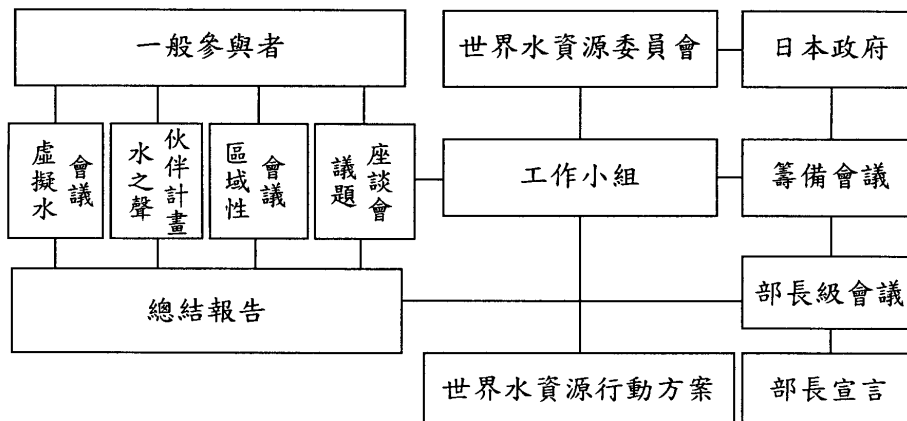 一般參與者
世界水資源委員會
日本政府
虛擬水
會議
水之聲
伙伴計畫
區域性
會議
議題
座談會
工作小組
籌備會議
總結報告
部長級會議
世界水資源行動方案
部長宣言